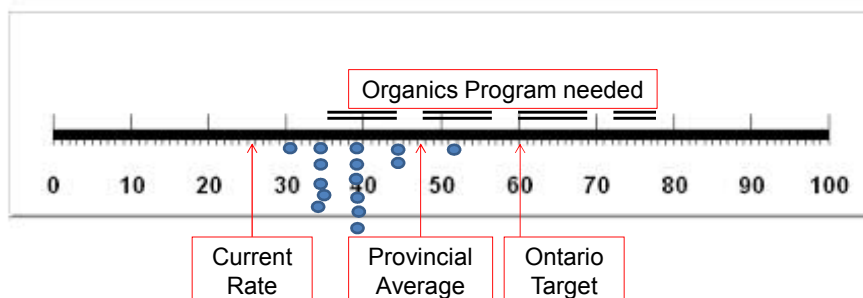 Organics Program needed
0 10 20 30 40 50 60 70 80 90 100
Current
Rate
Provincial
Average
Ontario
Target